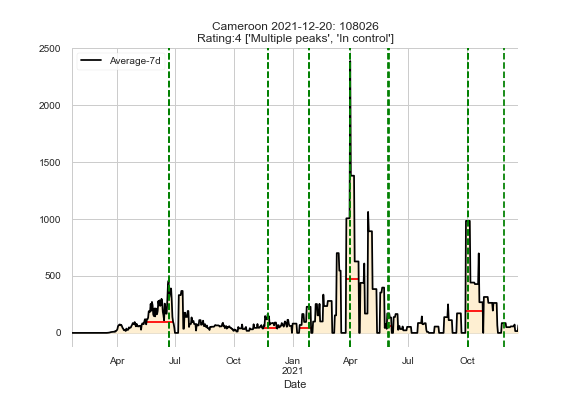 Cameroon 2021-12-20: 108026
Rating:4 ['Multiple peaks', 'In control']
Average-7d
2500
2000
1500
1000
500
0
Apr Jul Oct Jan Apr Jul Oct
2021
Date